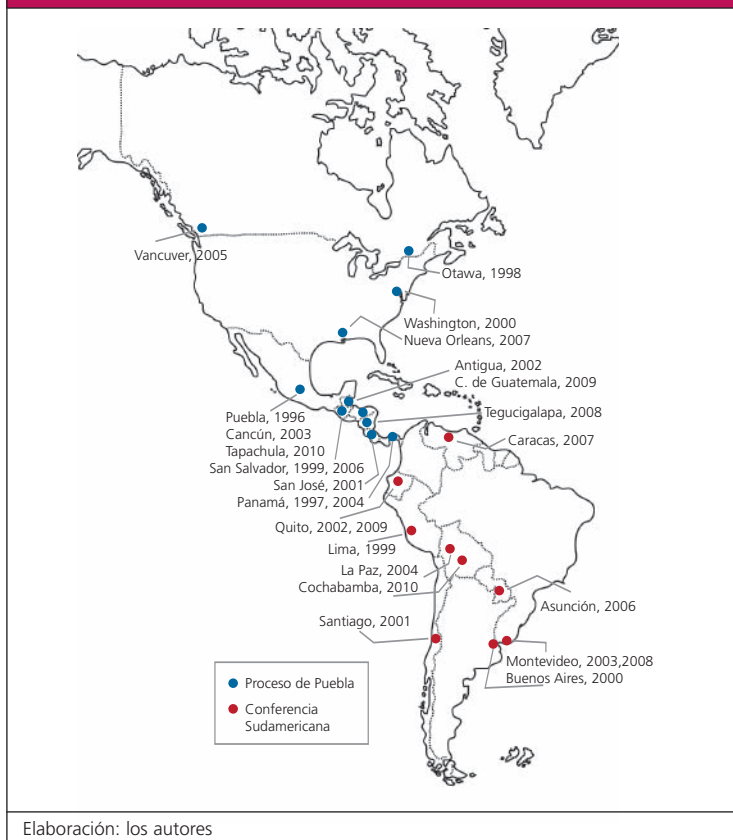 Vancuver, 2005
Otawa, 1998
Washington, 2000
Nueva Orleans, 2007
Antigua, 2002
C. de Guatemala, 2009
Puebla, 1996
Cancún, 2003
Tapachula, 2010
San Salvador, 1999, 2006
San José, 2001
Panamá, 1997, 2004
Tegucigalapa, 2008
Caracas, 2007
Quito, 2002, 2009
Lima, 1999
La Paz, 2004
Cochabamba, 2010
Asunción, 2006
Santiago, 2001
Montevideo, 2003,2008
Buenos Aires, 2000
Proceso de Puebla
Conferencia
Sudamericana
Elaboración: los autores